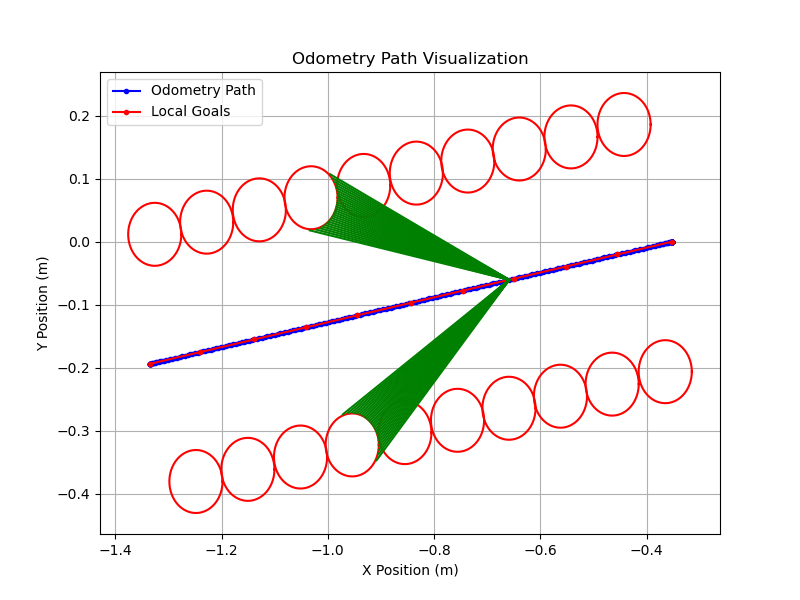 Odometry Path Visualization
Odometry Path
Local Goals
Y Position (m)
0.2
0.1
0.0
−0.1
−0.2
−0.3
−0.4
−1.4 −1.2 −1.0 −0.8 −0.6 −0.4
X Position (m)